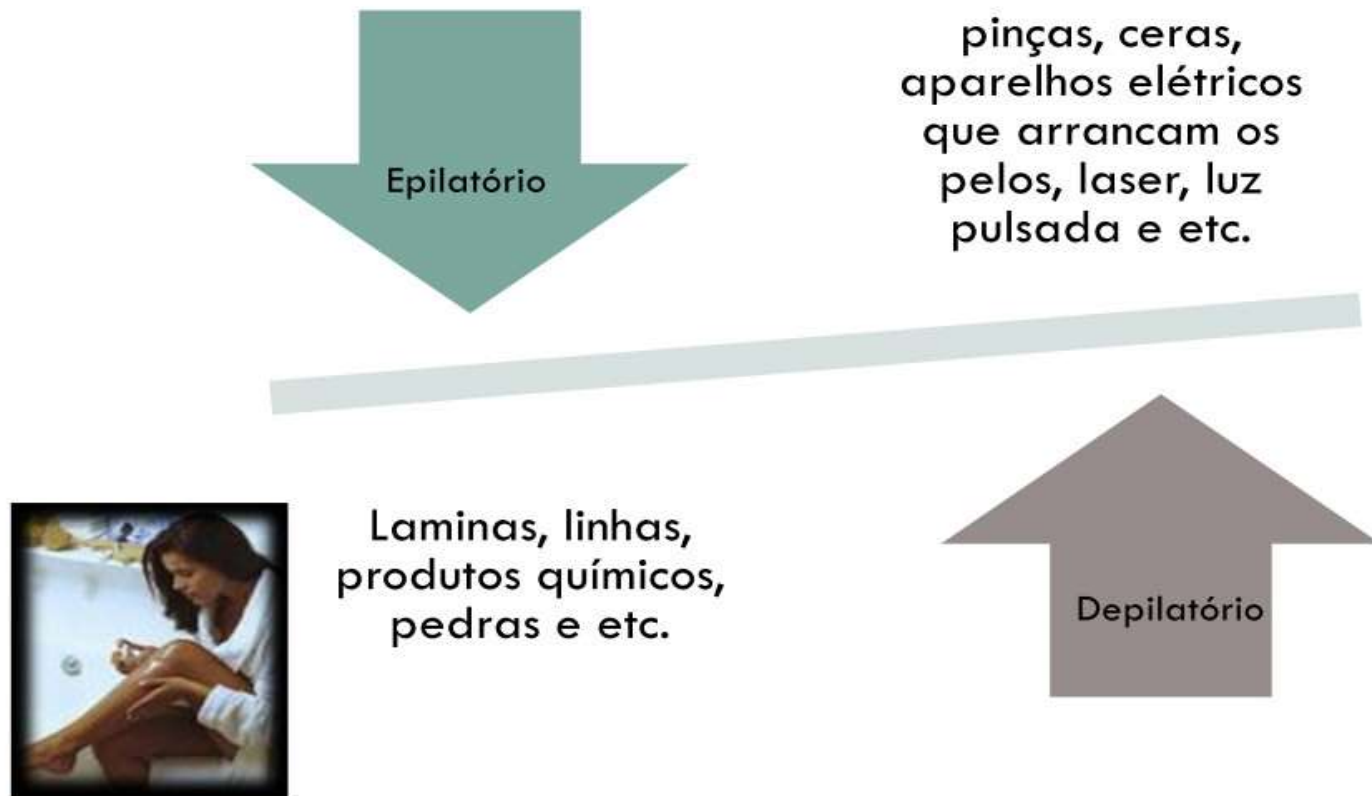 Epilatório
pinças, ceras,
aparelhos elétricos
que arrancam os
pelos, laser, luz
pulsada e etc.
Laminas, linhas,
produtos químicos,
pedras e etc.
Depilatório